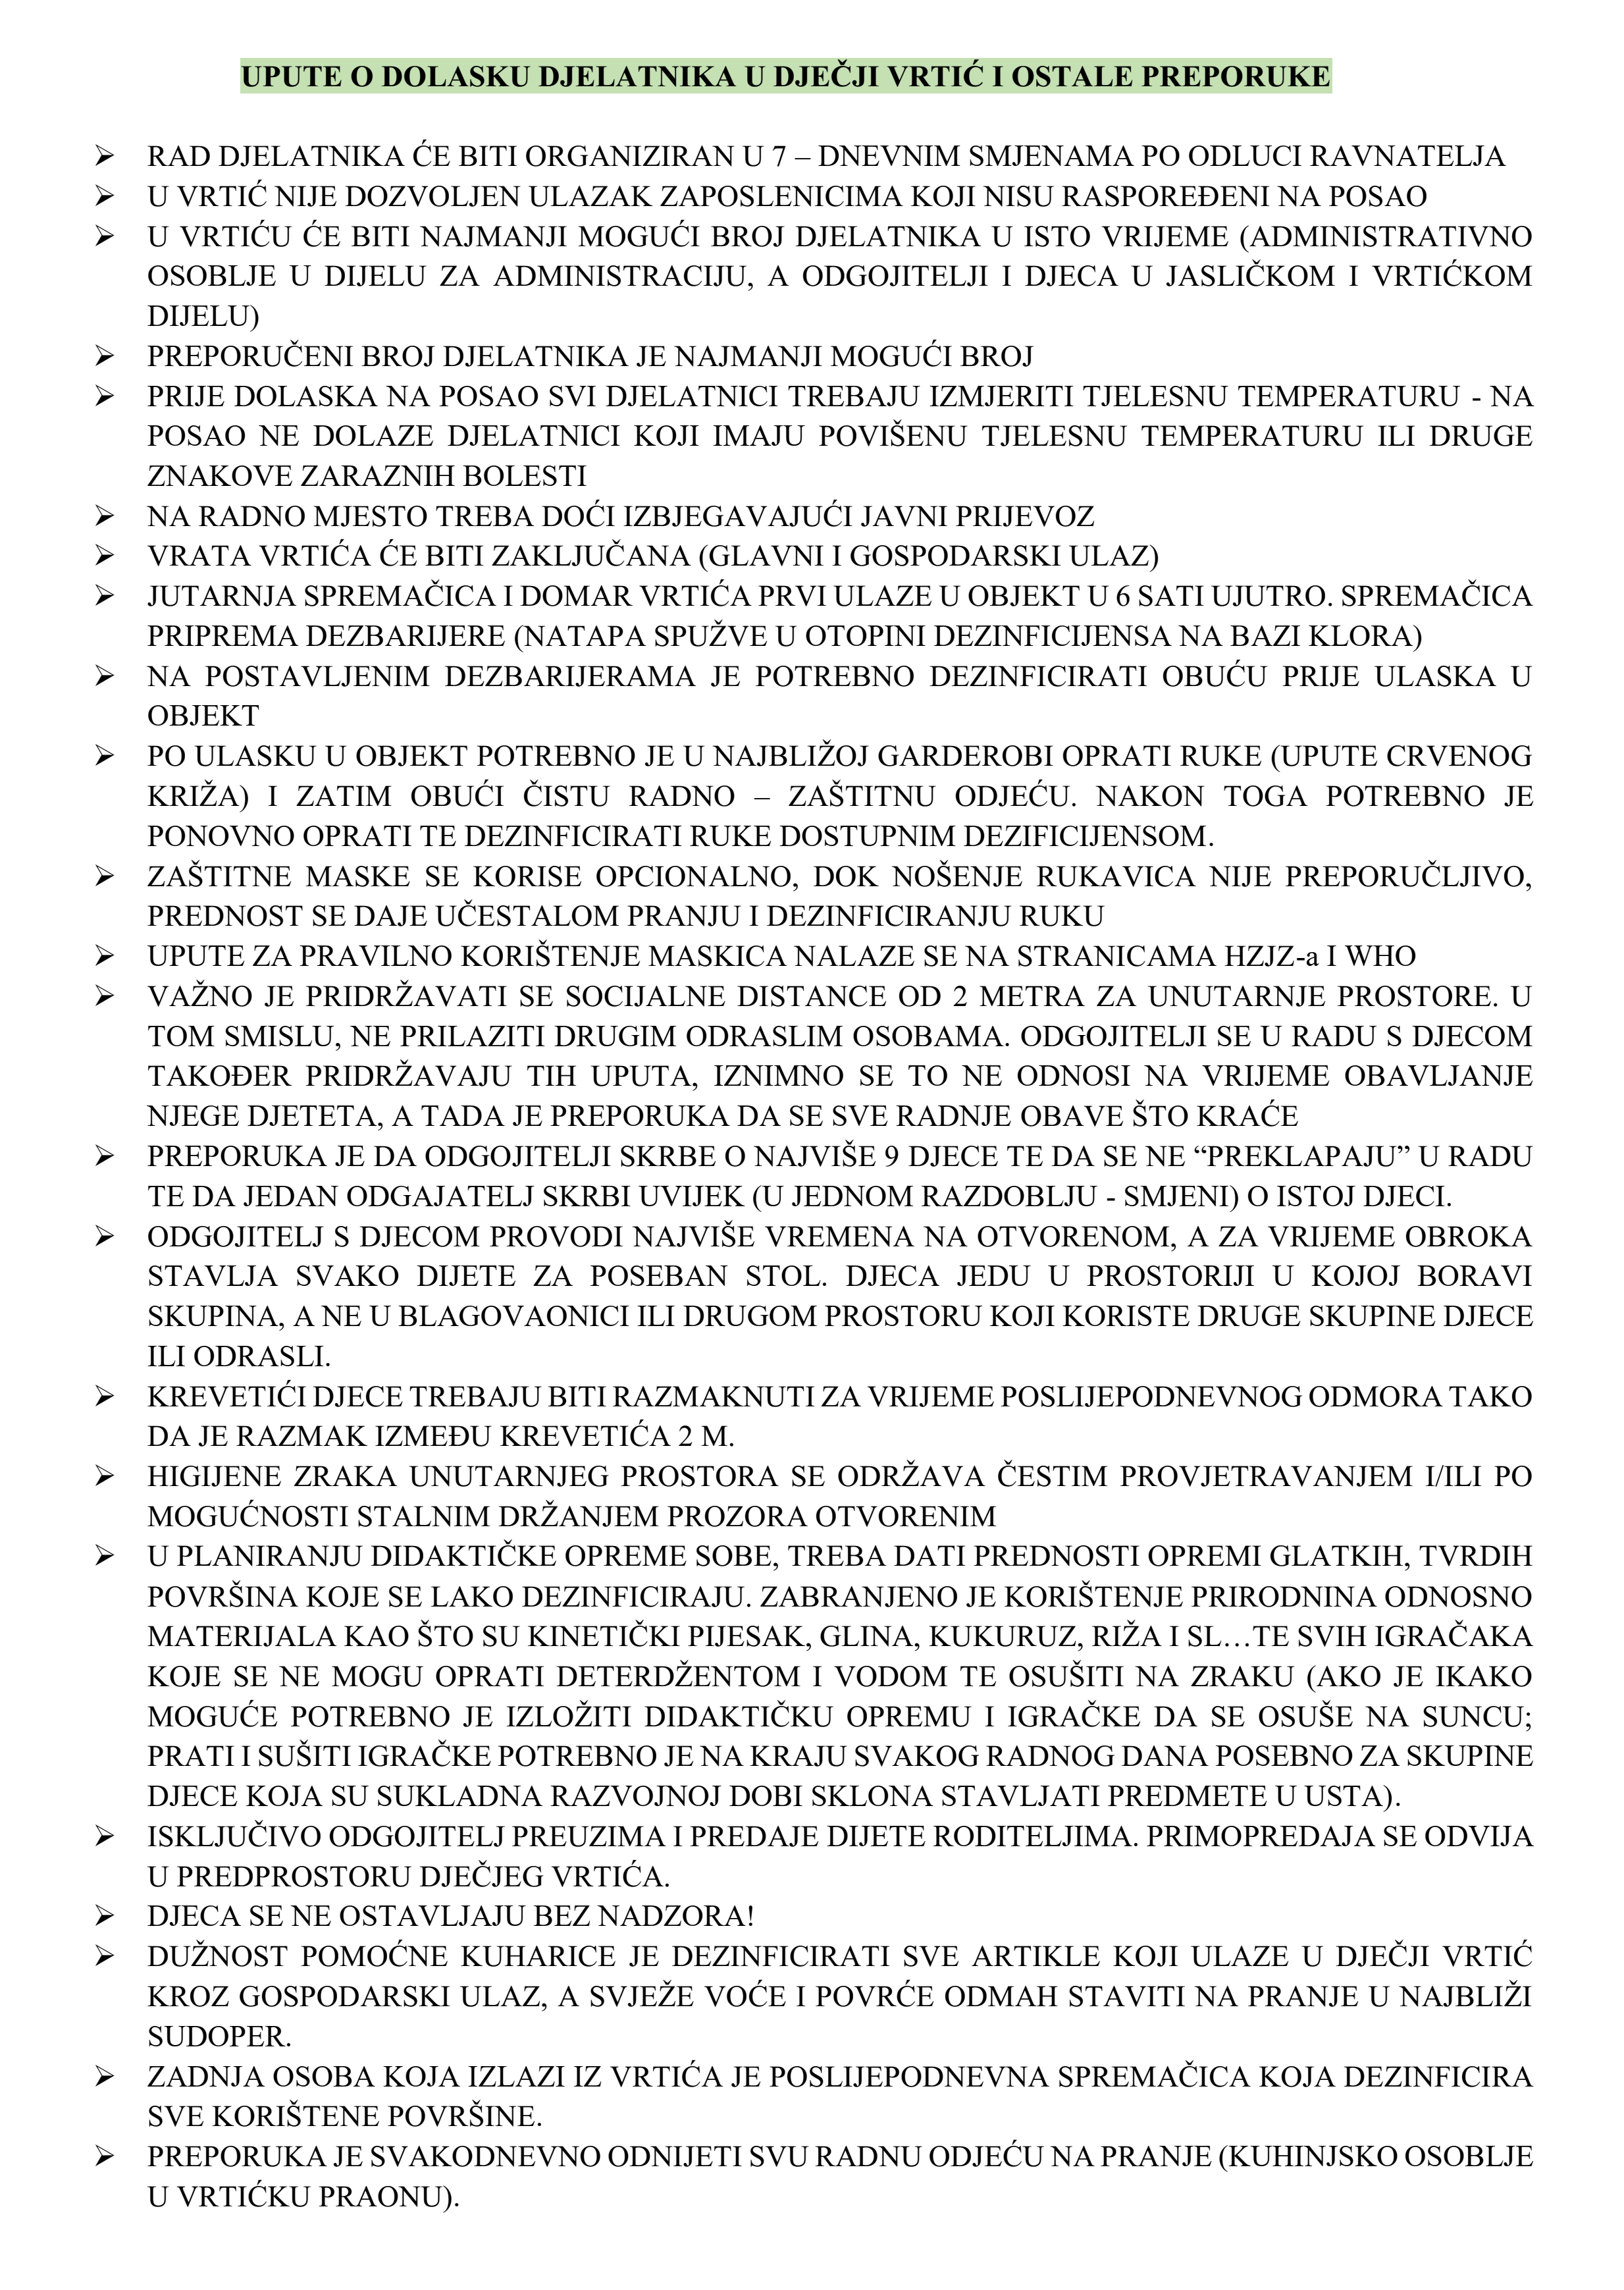 UPUTE O DOLASKU DJELATNIKA U DJEČJI VRTIĆ I OSTALE PREPORUKE
➢ RAD DJELATNIKA ĆE BITI ORGANIZIRAN U 7 – DNEVNIM SMJENAMA PO ODLUCI RAVNATELJA
➢ U VRTIĆ NIJE DOZVOLJEN ULAZAK ZAPOSLENICIMA KOJI NISU RASPOREĐENI NA POSAO
➢ U VRTIĆU ĆE BITI NAJMANJI MOGUĆI BROJ DJELATNIKA U ISTO VRIJEME (ADMINISTRATIVNO
OSOBLJE U DIJELU ZA ADMINISTRACIJU, A ODGOJITELJI I DJECA U JASLIČKOM I VRTIĆKOM
DIJELU)
➢ PREPORUČENI BROJ DJELATNIKA JE NAJMANJI MOGUĆI BROJ
➢ PRIJE DOLASKA NA POSAO SVI DJELATNICI TREBAJU IZMJERITI TJELESNU TEMPERATURU - NA
POSAO NE DOLAZE DJELATNICI KOJI IMAJU POVIŠENU TJELESNU TEMPERATURU ILI DRUGE
ZNAKOVE ZARAZNIH BOLESTI
➢ NA RADNO MJESTO TREBA DOĆI IZBJEGAVAJUĆI JAVNI PRIJEVOZ
➢ VRATA VRTIĆA ĆE BITI ZAKLJUČANA (GLAVNI I GOSPODARSKI ULAZ)
➢ JUTARNJA SPREMAČICA I DOMAR VRTIĆA PRVI ULAZE U OBJEKT U 6 SATI UJUTRO. SPREMAČICA
PRIPREMA DEZBARIJERE (NATAPA SPUŽVE U OTOPINI DEZINFICIJENSA NA BAZI KLORA)
➢ NA POSTAVLJENIM DEZBARIJERAMA JE POTREBNO DEZINFICIRATI OBUĆU PRIJE ULASKA U
OBJEKT
➢ PO ULASKU U OBJEKT POTREBNO JE U NAJBLIŽOJ GARDEROBI OPRATI RUKE (UPUTE CRVENOG
KRIŽA) I ZATIM OBUĆI ČISTU RADNO – ZAŠTITNU ODJEĆU. NAKON TOGA POTREBNO JE
PONOVNO OPRATI TE DEZINFICIRATI RUKE DOSTUPNIM DEZIFICIJENSOM.
➢ ZAŠTITNE MASKE SE KORISE OPCIONALNO, DOK NOŠENJE RUKAVICA NIJE PREPORUČLJIVO,
PREDNOST SE DAJE UČESTALOM PRANJU I DEZINFICIRANJU RUKU
➢ UPUTE ZA PRAVILNO KORIŠTENJE MASKICA NALAZE SE NA STRANICAMA HZJZ-a I WHO
➢ VAŽNO JE PRIDRŽAVATI SE SOCIJALNE DISTANCE OD 2 METRA ZA UNUTARNJE PROSTORE. U
TOM SMISLU, NE PRILAZITI DRUGIM ODRASLIM OSOBAMA. ODGOJITELJI SE U RADU S DJECOM
TAKOĐER PRIDRŽAVAJU TIH UPUTA, IZNIMNO SE TO NE ODNOSI NA VRIJEME OBAVLJANJE
NJEGE DJETETA, A TADA JE PREPORUKA DA SE SVE RADNJE OBAVE ŠTO KRAĆE
➢ PREPORUKA JE DA ODGOJITELJI SKRBE O NAJVIŠE 9 DJECE TE DA SE NE “PREKLAPAJU” U RADU
TE DA JEDAN ODGAJATELJ SKRBI UVIJEK (U JEDNOM RAZDOBLJU - SMJENI) O ISTOJ DJECI.
➢ ODGOJITELJ S DJECOM PROVODI NAJVIŠE VREMENA NA OTVORENOM, A ZA VRIJEME OBROKA
STAVLJA SVAKO DIJETE ZA POSEBAN STOL. DJECA JEDU U PROSTORIJI U KOJOJ BORAVI
SKUPINA, A NE U BLAGOVAONICI ILI DRUGOM PROSTORU KOJI KORISTE DRUGE SKUPINE DJECE
ILI ODRASLI.
➢ KREVETIĆI DJECE TREBAJU BITI RAZMAKNUTI ZA VRIJEME POSLIJEPODNEVNOG ODMORA TAKO
DA JE RAZMAK IZMEĐU KREVETIĆA 2 M.
➢ HIGIJENE ZRAKA UNUTARNJEG PROSTORA SE ODRŽAVA ČESTIM PROVJETRAVANJEM I/ILI PO
MOGUĆNOSTI STALNIM DRŽANJEM PROZORA OTVORENIM
➢ U PLANIRANJU DIDAKTIČKE OPREME SOBE, TREBA DATI PREDNOSTI OPREMI GLATKIH, TVRDIH
POVRŠINA KOJE SE LAKO DEZINFICIRAJU. ZABRANJENO JE KORIŠTENJE PRIRODNINA ODNOSNO
MATERIJALA KAO ŠTO SU KINETIČKI PIJESAK, GLINA, KUKURUZ, RIŽA I SL…TE SVIH IGRAČAKA
KOJE SE NE MOGU OPRATI DETERDŽENTOM I VODOM TE OSUŠITI NA ZRAKU (AKO JE IKAKO
MOGUĆE POTREBNO JE IZLOŽITI DIDAKTIČKU OPREMU I IGRAČKE DA SE OSUŠE NA SUNCU;
PRATI I SUŠITI IGRAČKE POTREBNO JE NA KRAJU SVAKOG RADNOG DANA POSEBNO ZA SKUPINE
DJECE KOJA SU SUKLADNA RAZVOJNOJ DOBI SKLONA STAVLJATI PREDMETE U USTA).
➢ ISKLJUČIVO ODGOJITELJ PREUZIMA I PREDAJE DIJETE RODITELJIMA. PRIMOPREDAJA SE ODVIJA
U PREDPROSTORU DJEČJEG VRTIĆA.
➢ DJECA SE NE OSTAVLJAJU BEZ NADZORA!
➢ DUŽNOST POMOĆNE KUHARICE JE DEZINFICIRATI SVE ARTIKLE KOJI ULAZE U DJEČJI VRTIĆ
KROZ GOSPODARSKI ULAZ, A SVJEŽE VOĆE I POVRĆE ODMAH STAVITI NA PRANJE U NAJBLIŽI
SUDOPER.
➢ ZADNJA OSOBA KOJA IZLAZI IZ VRTIĆA JE POSLIJEPODNEVNA SPREMAČICA KOJA DEZINFICIRA
SVE KORIŠTENE POVRŠINE.
➢ PREPORUKA JE SVAKODNEVNO ODNIJETI SVU RADNU ODJEĆU NA PRANJE (KUHINJSKO OSOBLJE
U VRTIĆKU PRAONU).